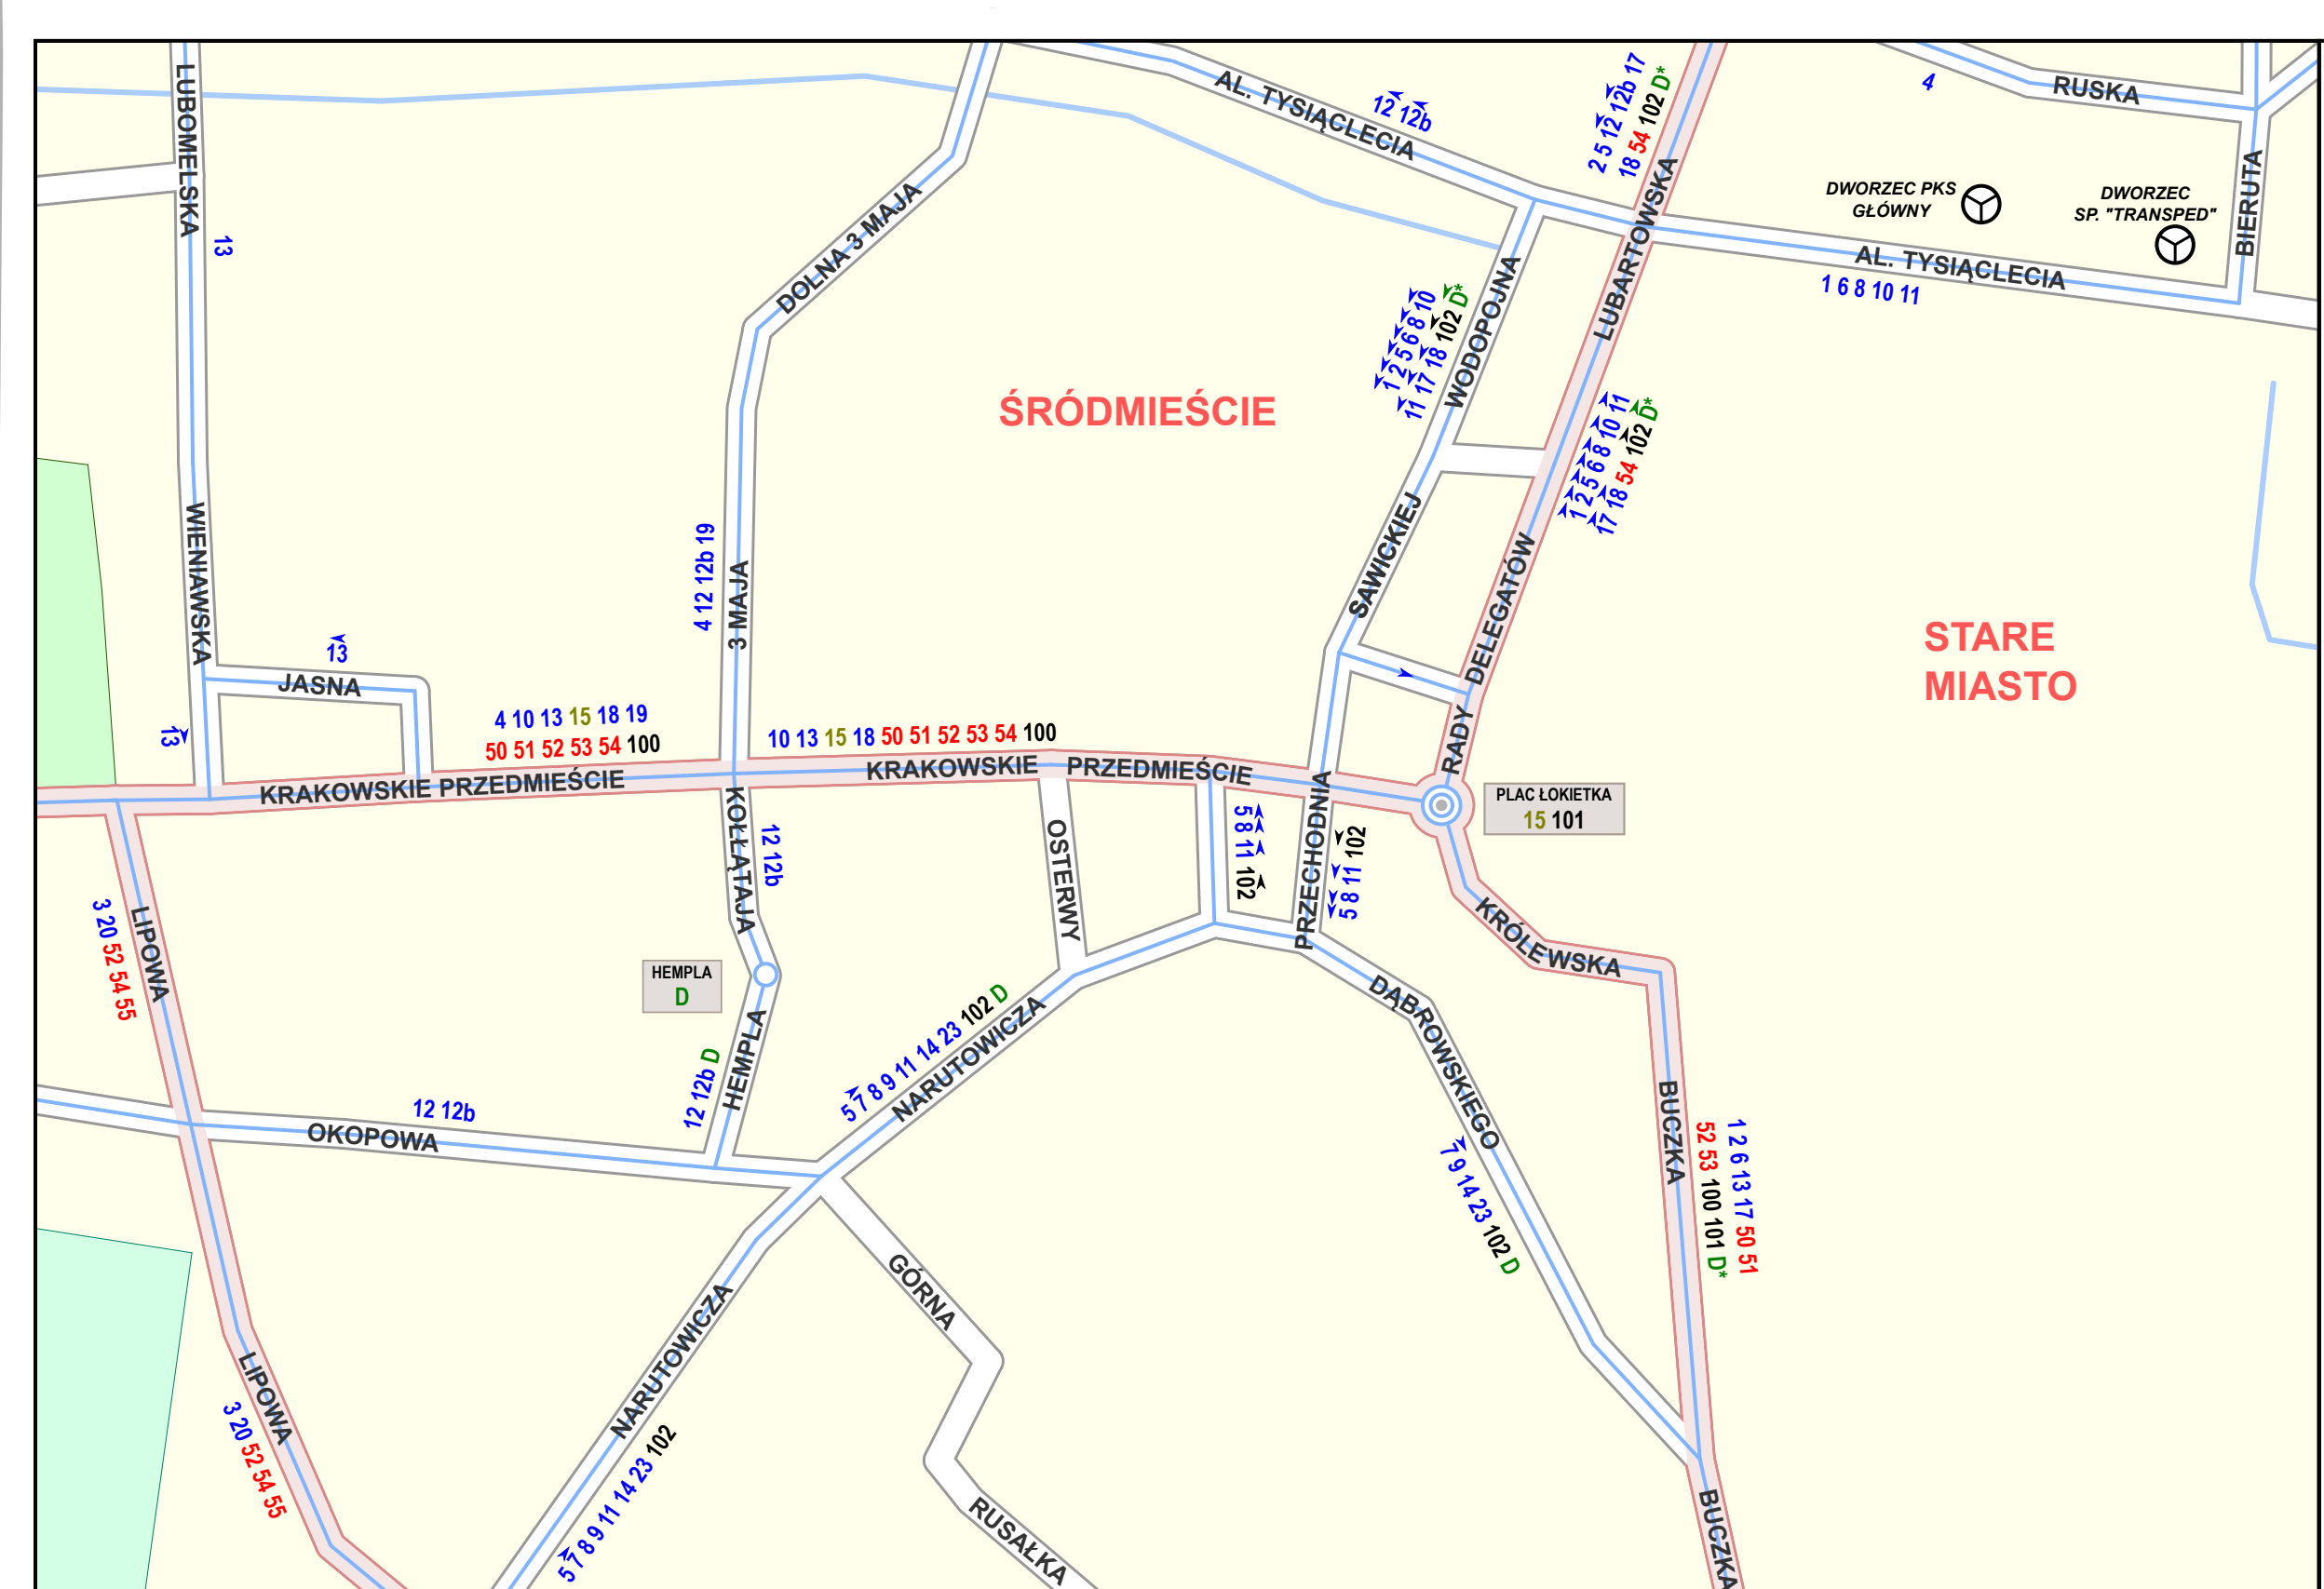 LUBOMELSKA
13
AL. TYSIĄCLECIA
12 12b
2 5 12 12b 17
18 54 102 D*
4
RUSKA
DWORZEC PKS
GŁÓWNY
DWORZEC
SP. "TRANSPED"
BIERUTA
DOLNA 3 MAJA
LUBARTOWSKA
AL. TYSIĄCLECIA
1 6 8 10 11
WODOPOJNA
1 2 5 6 8 10
11 17 18 102 D*
ŚRÓDMIEŚCIE
1 2 5 6 8 10 11
17 18 54 102 D*
WIENIAWSKA
4 12 12b 19
3 MAJA
SAWICKIEJ
RADY DELEGATÓW
STARE
MIASTO
13
JASNA
13
4 10 13 15 18 19
50 51 52 53 54 100
10 13 15 18 50 51 52 53 54 100
KRAKOWSKIE PRZEDMIEŚCIE
KRAKOWSKIE PRZEDMIEŚCIE
PLAC ŁOKIETKA
15 101
KOŁŁĄTAJA
12 12b
OSTERWY
5 8 11 102
PRZECHODNIA
5 8 11 102
LIPOWA
3 20 52 54 55
HEMPLA
D
KRÓLEWSKA
HEMPLA
12 12b D
5 7 8 9 11 14 23 102 D
NARUTOWICZA
DĄBROWSKIEGO
7 9 14 23 102 D
BUCZKA
1 2 6 13 17 50 51
52 53 100 101 D*
12 12b
OKOPOWA
GÓRNA
NARUTOWICZA
5 7 8 9 11 14 23 102
LIPOWA
3 20 52 54 55
RUSAŁKA
BUCZKA